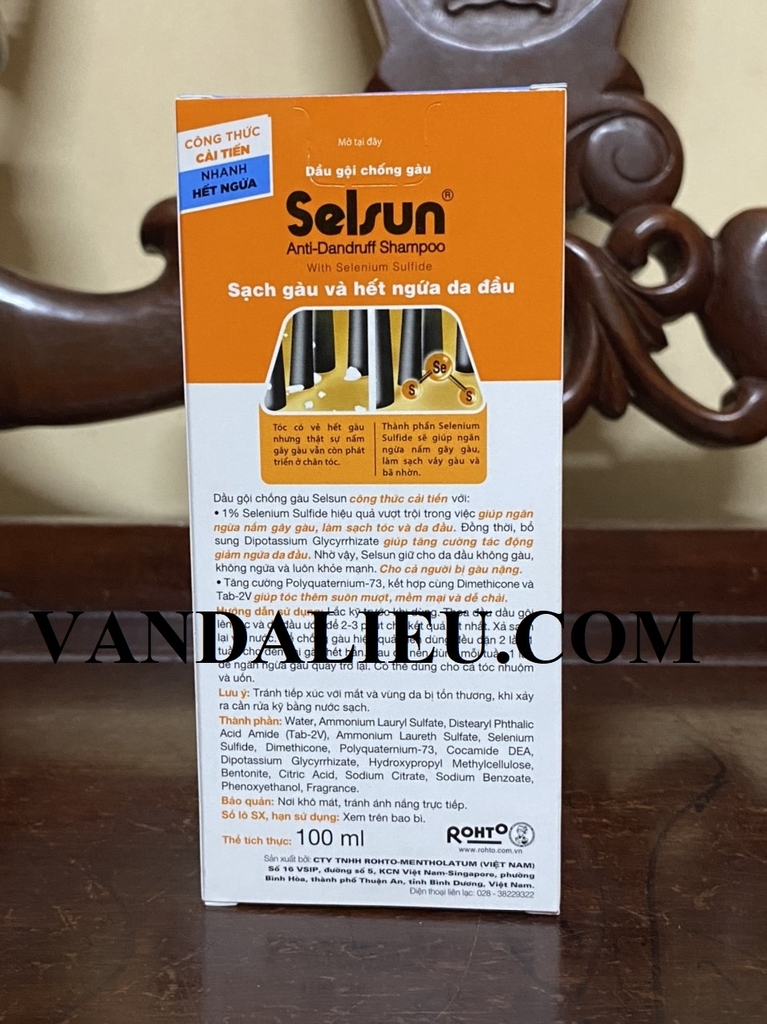 CÔNG THỨC
CẢI TIẾN
NHANH
HẾT NGỨA
Mở tại đây
Dầu gội chống gàu
Selsun®
Anti-Dandruff Shampoo
With Selenium Sulfide
Sạch gàu và hết ngứa da đầu
Se
S S
Tóc có vẻ hết gàu
nhưng thật sự nấm
gây gàu vẫn còn phát
triển ở chân tóc.
Thành phần Selenium
Sulfide sẽ giúp ngăn
ngừa nấm gây gàu,
làm sạch vảy gàu và
bã nhờn.
Dầu gội chống gàu Selsun công thức cải tiến với:
• 1% Selenium Sulfide hiệu quả vượt trội trong việc giúp ngăn
ngừa nấm gây gàu, làm sạch tóc và da đầu. Đồng thời, bổ
sung Dipotassium Glycyrrhizate giúp tăng cường tác động
giảm ngứa da đầu. Nhờ vậy, Selsun giữ cho da đầu không gàu,
không ngứa và luôn khỏe mạnh. Cho cả người bị gàu nặng.
• Tăng cường Polyquaternium-73, kết hợp cùng Dimethicone và
Tab-2V giúp tóc thêm suôn mượt, mềm mại và dễ chải.
Hướng dẫn sử dụng: Lắc kỹ trước khi dùng. Thoa đều dầu gội
VANDALIEU.COM
để ngăn ngừa gàu quay trở lại. Có thể dùng cho cả tóc nhuộm
và uốn.
Lưu ý: Tránh tiếp xúc với mắt và vùng da bị tổn thương, khi xảy
ra cần rửa kỹ bằng nước sạch.
Thành phần: Water, Ammonium Lauryl Sulfate, Distearyl Phthalic
Acid Amide (Tab-2V), Ammonium Laureth Sulfate, Selenium
Sulfide, Dimethicone, Polyquaternium-73, Cocamide DEA,
Dipotassium Glycyrrhizate, Hydroxypropyl Methylcellulose,
Bentonite, Citric Acid, Sodium Citrate, Sodium Benzoate,
Phenoxyethanol, Fragrance.
Bảo quản: Nơi khô mát, tránh ánh nắng trực tiếp.
Số lô SX, hạn sử dụng: Xem trên bao bì.
Thể tích thực: 100 ml
ROHTO
www.rohto.com.vn
Sản xuất bởi: CTY TNHH ROHTO-MENTHOLATUM (VIỆT NAM)
Số 16 VSIP, đường số 5, KCN Việt Nam-Singapore, phường
Bình Hòa, thành phố Thuận An, tỉnh Bình Dương, Việt Nam.
Điện thoại liên lạc: 028 - 38229322